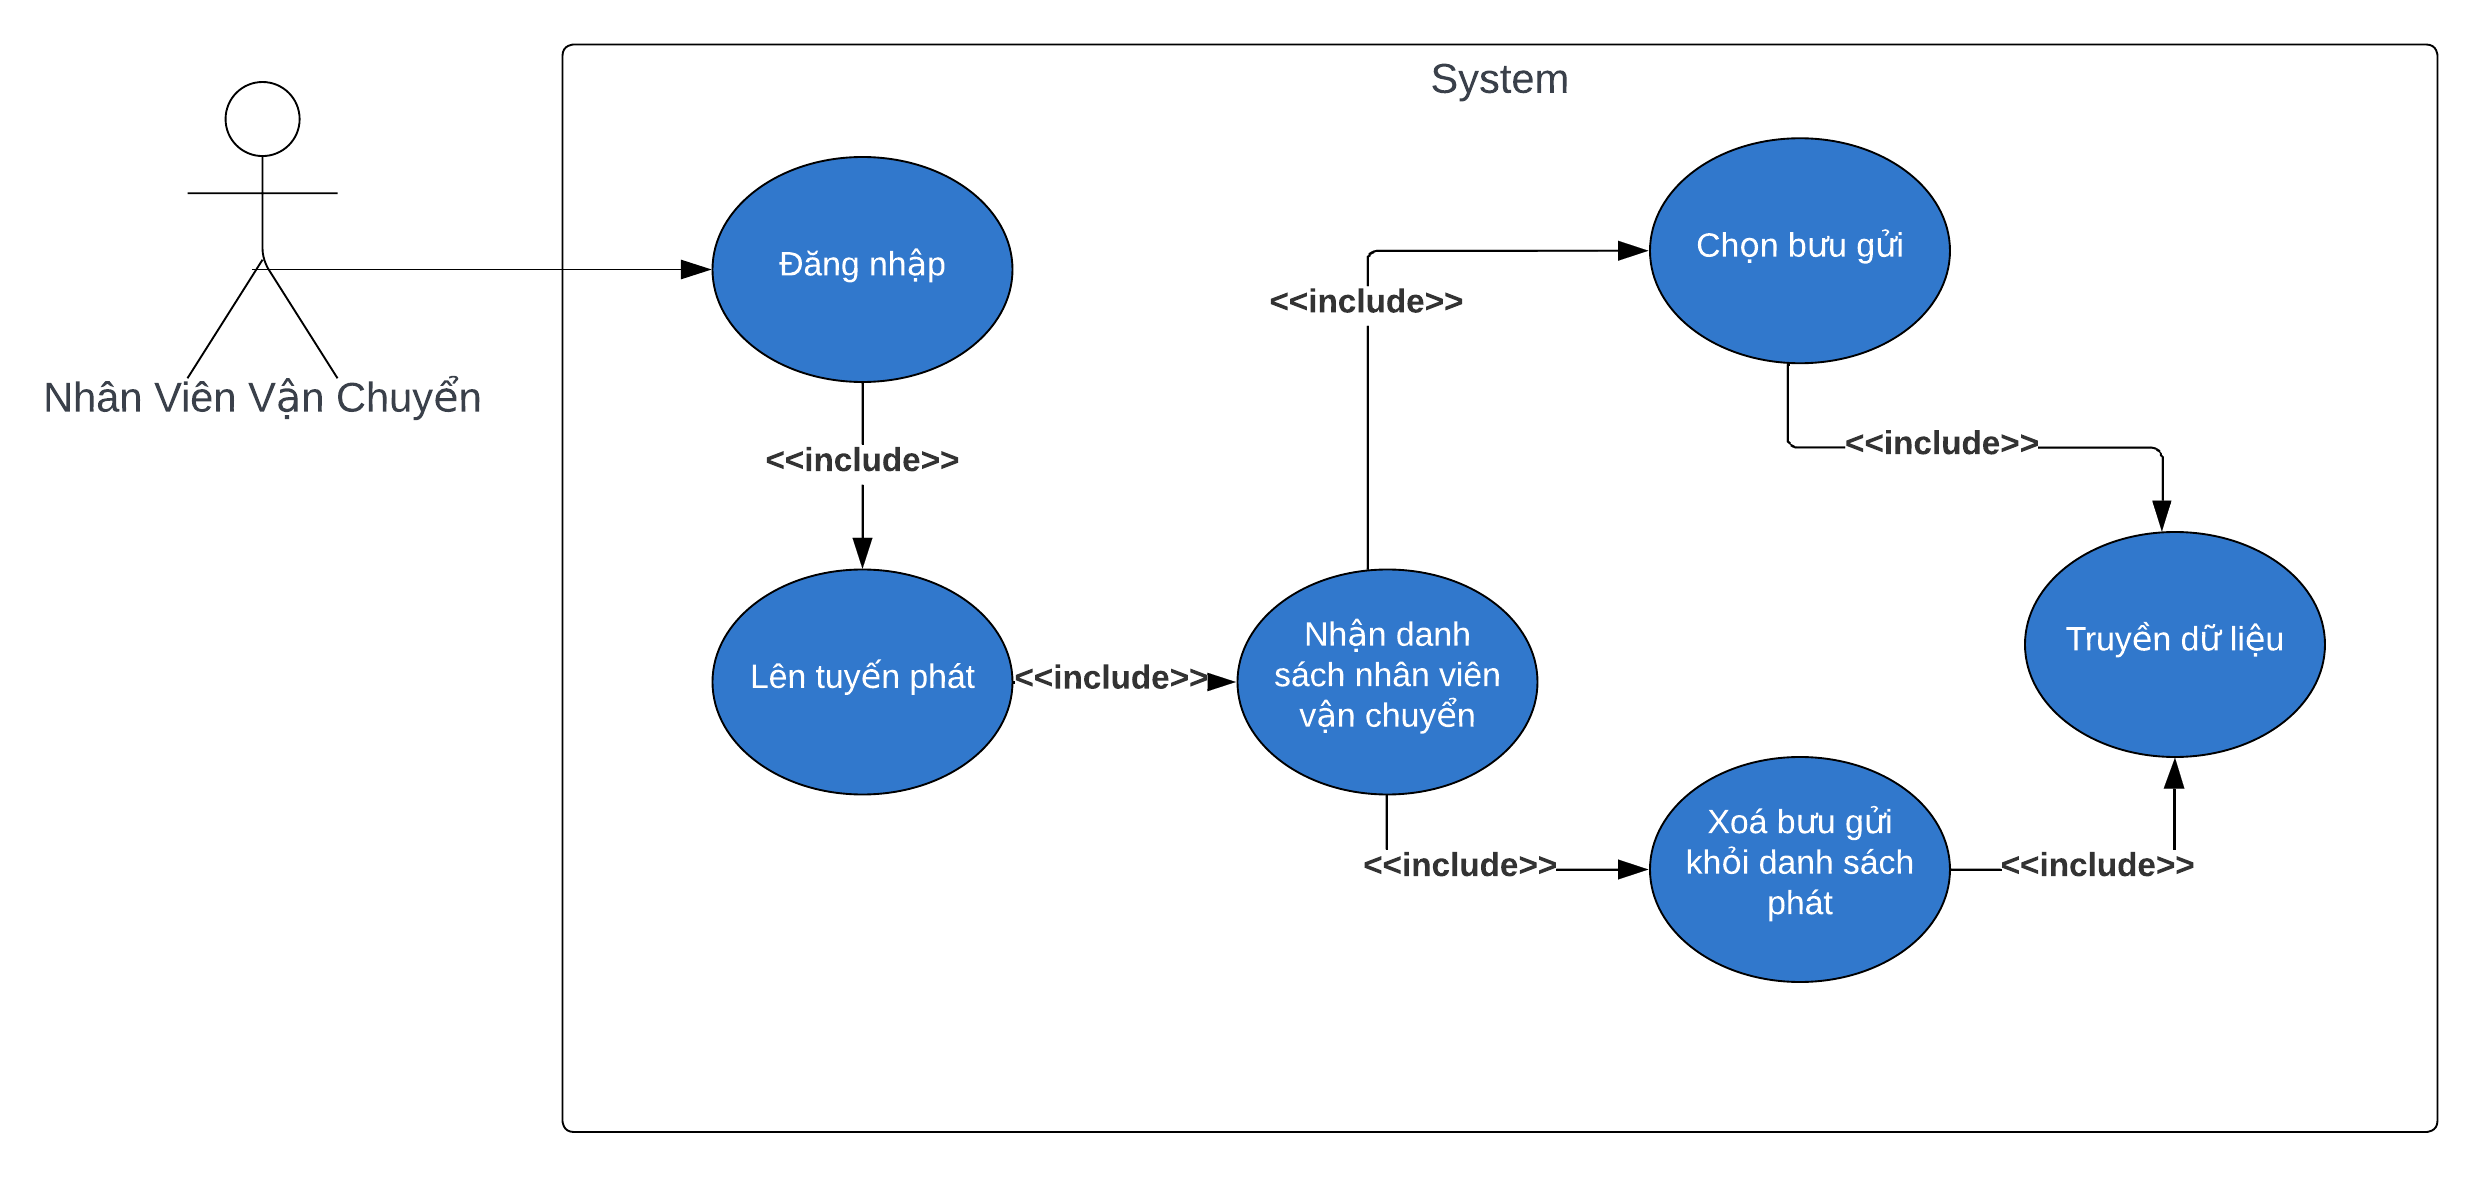 System
Nhân Viên Vận Chuyển
Đăng nhập
<<include>>
Lên tuyến phát
<<include>>
Nhận danh
sách nhân viên
vận chuyển
<<include>>
Chọn bưu gửi
<<include>>
Truyền dữ liệu
<<include>>
Xoá bưu gửi
khỏi danh sách
phát
<<include>>